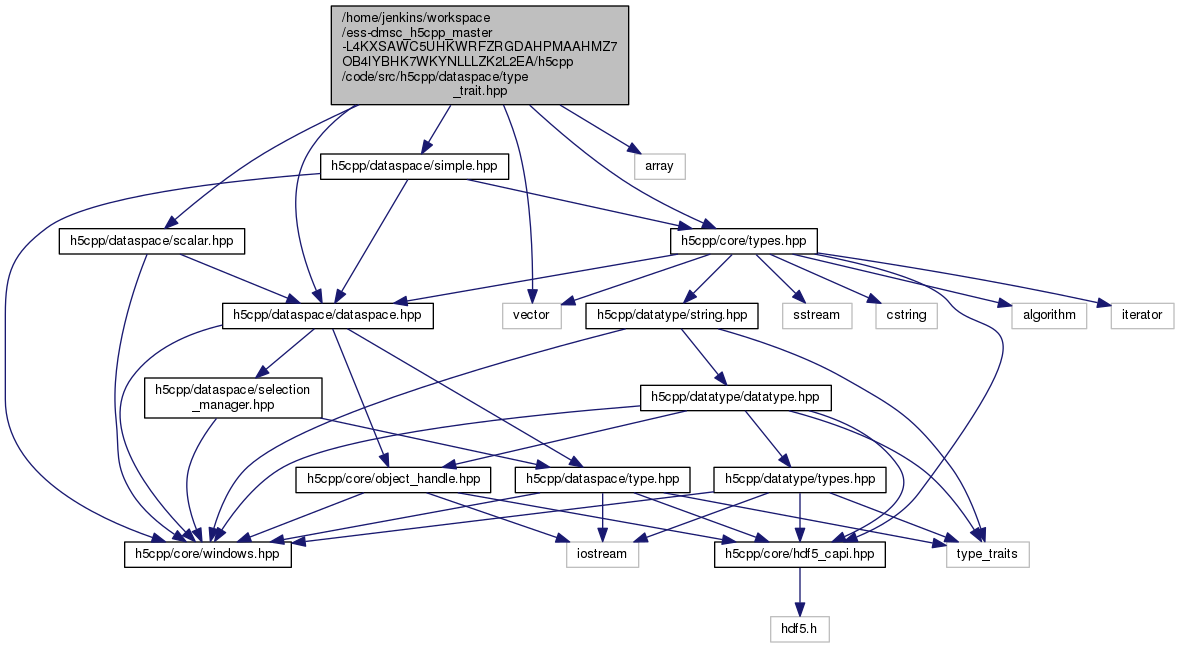 /home/jenkins/workspace
/ess-dmsc_h5cpp_master
-L4KXSAWC5UHKWRFZRGDAHPMAAHMZ7
OB4IYBHK7WKYNLLLZK2L2EA/h5cpp
/code/src/h5cpp/dataspace/type
_trait.hpp
h5cpp/dataspace/simple.hpp
array
h5cpp/dataspace/scalar.hpp
h5cpp/core/types.hpp
h5cpp/dataspace/dataspace.hpp
vector
h5cpp/datatype/string.hpp
sstream
cstring
algorithm
iterator
h5cpp/dataspace/selection
_manager.hpp
h5cpp/datatype/datatype.hpp
h5cpp/core/object_handle.hpp
h5cpp/dataspace/type.hpp
h5cpp/datatype/types.hpp
h5cpp/core/windows.hpp
iostream
h5cpp/core/hdf5_capi.hpp
type_traits
hdf5.h